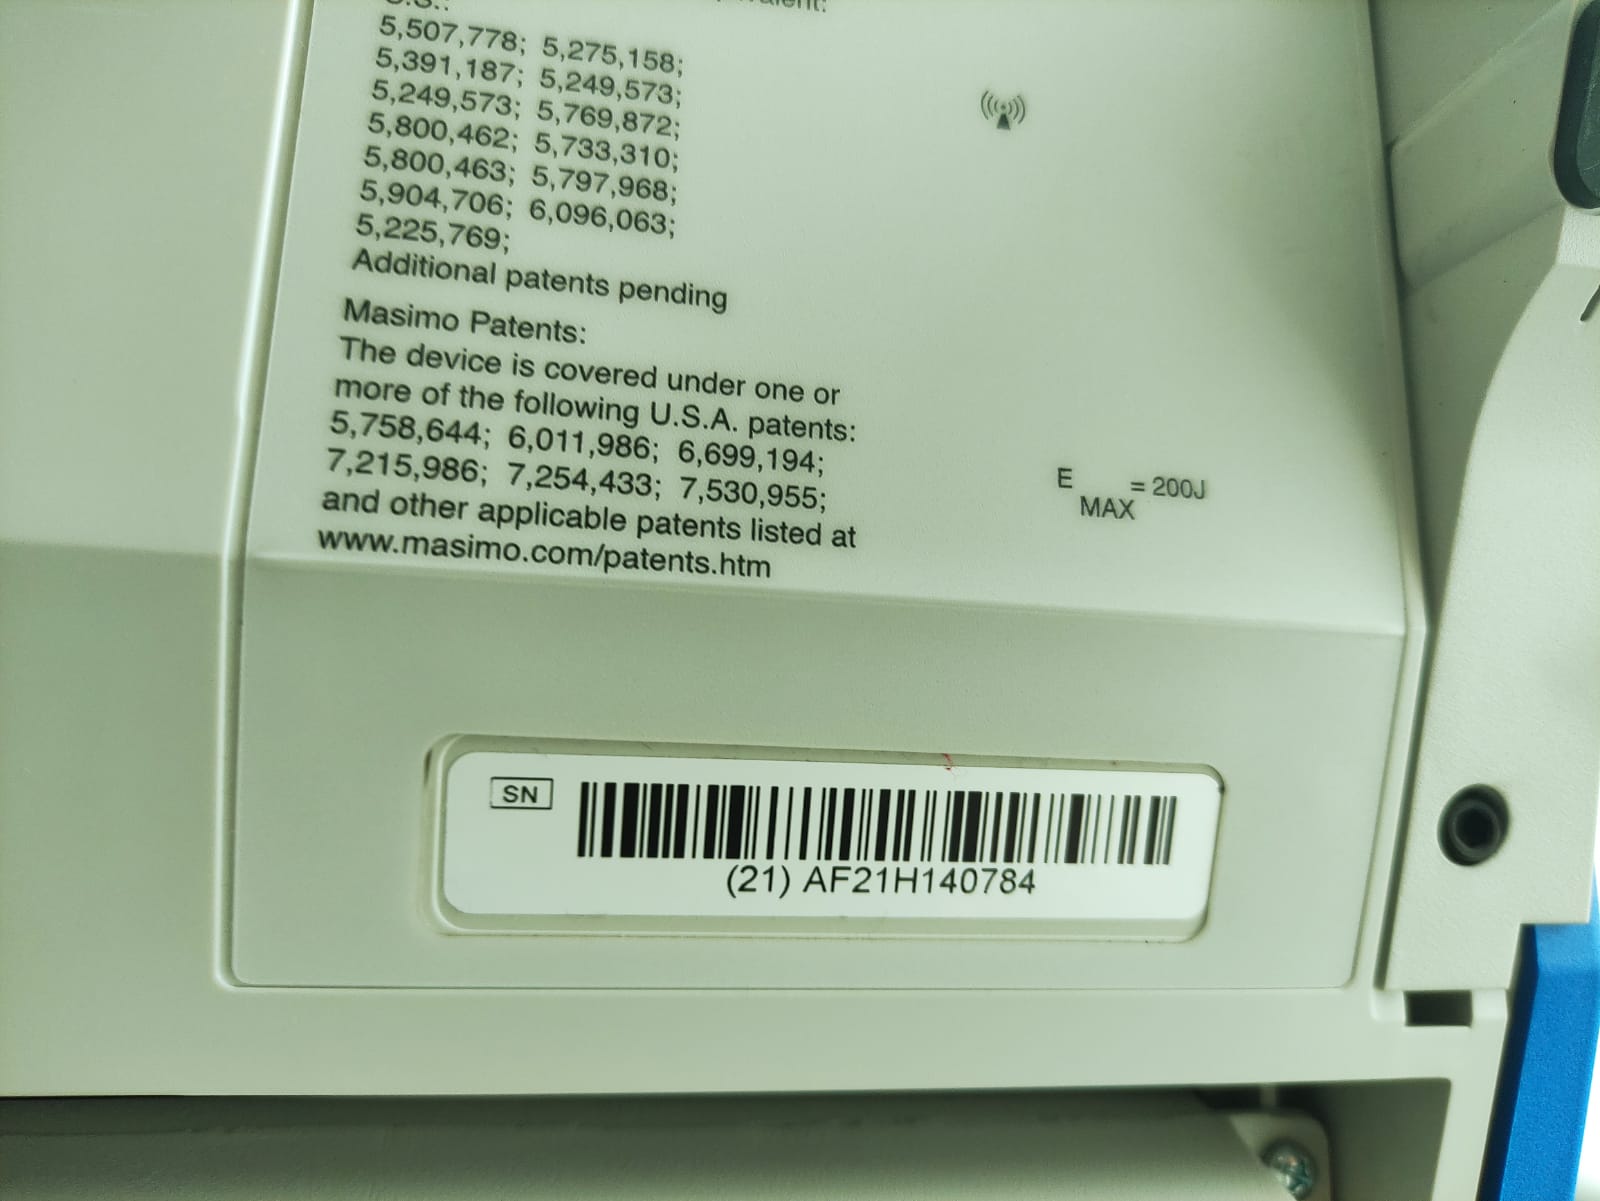 U.S.:
5,507,778; 5,275,158;
5,391,187; 5,249,573;
5,249,573; 5,769,872;
5,800,462; 5,733,310;
5,800,463; 5,797,968;
5,904,706; 6,096,063;
5,225,769;
Additional patents pending
Masimo Patents:
The device is covered under one or
more of the following U.S.A. patents:
5,758,644; 6,011,986; 6,699,194;
7,215,986; 7,254,433; 7,530,955;
and other applicable patents listed at
www.masimo.com/patents.htm
E MAX = 200J
SN
(21) AF21H140784